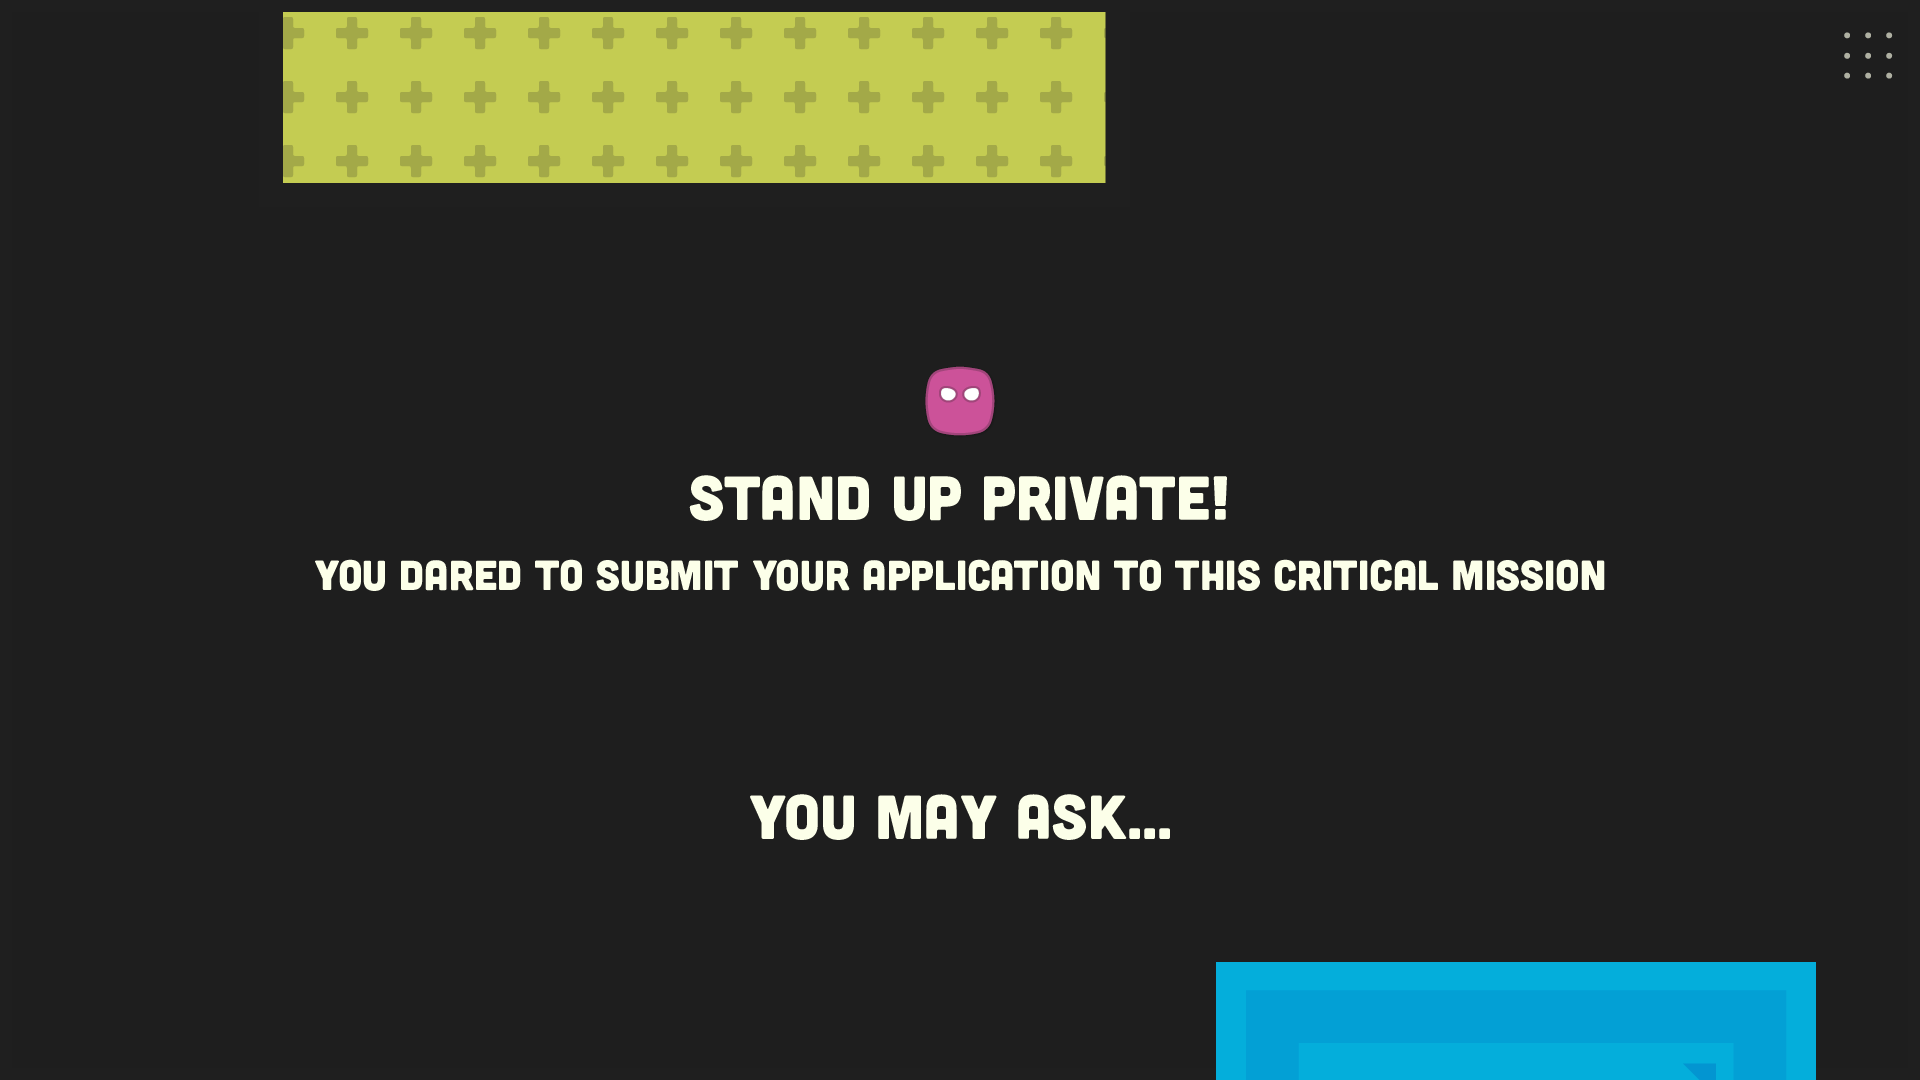 STAND UP PRIVATE!
YOU DARED TO SUBMIT YOUR APPLICATION TO THIS CRITICAL MISSION
YOU MAY ASK...